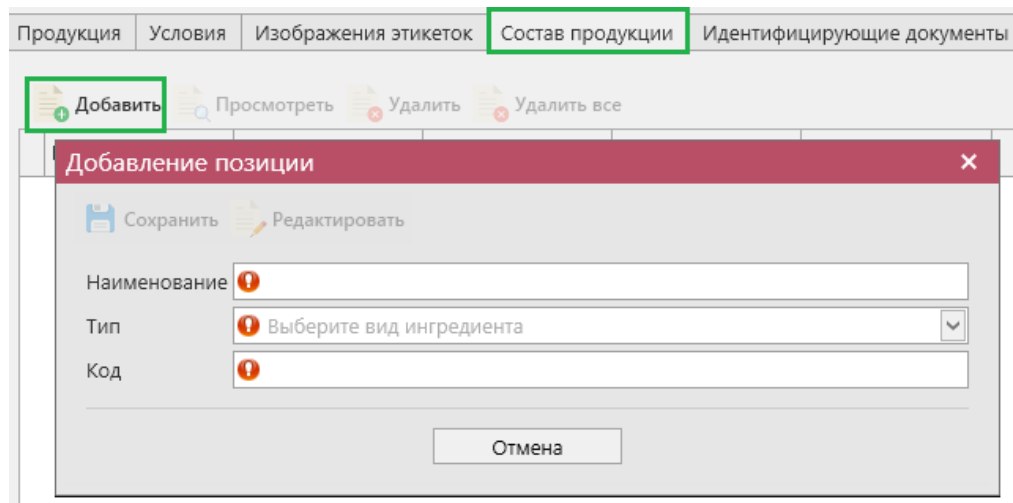 Продукция Условия Изображения этикеток Состав продукции Идентифицирующие документы
Добавить Просмотреть Удалить Удалить все
Добавление позиции
Сохранить Редактировать
Наименование
Тип Выберите вид ингредиента
Код
Отмена